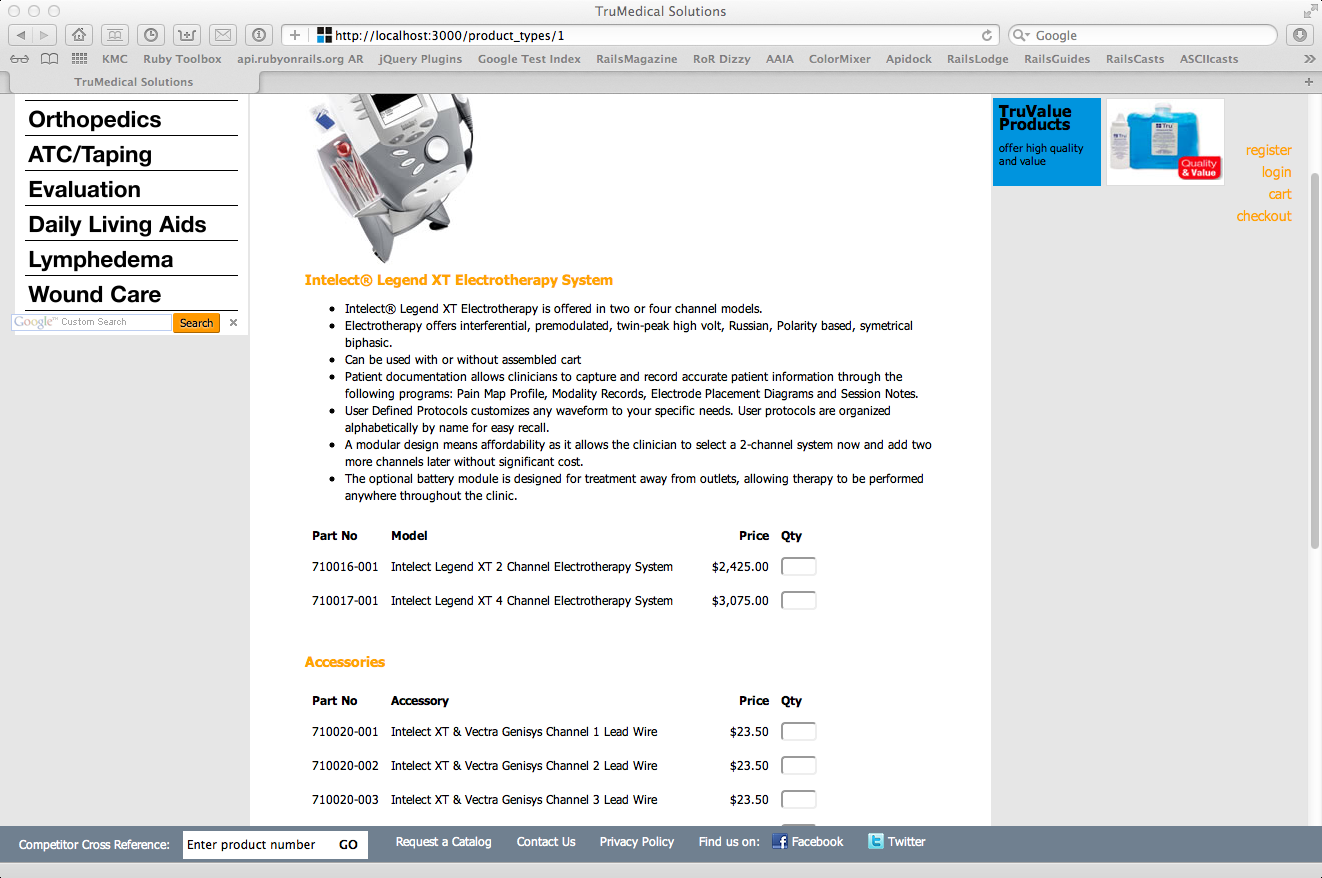 TruMedical Solutions
http://localhost:3000/product_types/1
Google
KMC Ruby Toolbox api.rubyonrails.org AR jQuery Plugins Google Test Index RailsMagazine RoR Dizzy AAIA ColorMixer Apidock RailsLodge RailsGuides RailsCasts ASCIIcasts
TruMedical Solutions
Orthopedics
ATC/Taping
Evaluation
Daily Living Aids
Lymphedema
Wound Care
Google™ Custom Search Search
TruValue
Products
offer high quality
and value
Tru
Quality
& Value
register
login
cart
checkout
Intelect® Legend XT Electrotherapy System
Intelect® Legend XT Electrotherapy is offered in two or four channel models.
Electrotherapy offers interferential, premodulated, twin-peak high volt, Russian, Polarity based, symetrical
biphasic.
Can be used with or without assembled cart
Patient documentation allows clinicians to capture and record accurate patient information through the
following programs: Pain Map Profile, Modality Records, Electrode Placement Diagrams and Session Notes.
User Defined Protocols customizes any waveform to your specific needs. User protocols are organized
alphabetically by name for easy recall.
A modular design means affordability as it allows the clinician to select a 2-channel system now and add two
more channels later without significant cost.
The optional battery module is designed for treatment away from outlets, allowing therapy to be performed
anywhere throughout the clinic.
Part No Model Price Qty
710016-001 Intelect Legend XT 2 Channel Electrotherapy System $2,425.00
710017-001 Intelect Legend XT 4 Channel Electrotherapy System $3,075.00
Accessories
Part No Accessory Price Qty
710020-001 Intelect XT & Vectra Genisys Channel 1 Lead Wire $23.50
710020-002 Intelect XT & Vectra Genisys Channel 2 Lead Wire $23.50
710020-003 Intelect XT & Vectra Genisys Channel 3 Lead Wire $23.50
Competitor Cross Reference: Enter product number GO Request a Catalog Contact Us Privacy Policy Find us on: Facebook Twitter